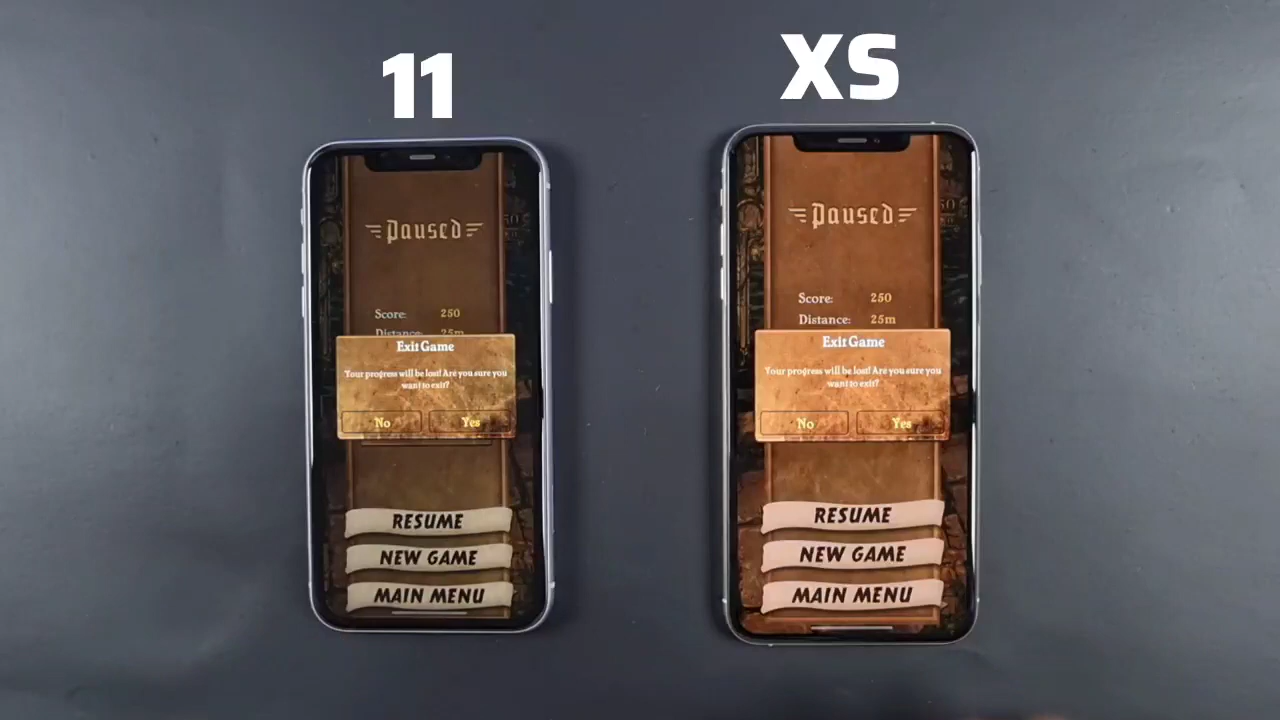 11
XS
Paused
Score: 250
Distance: 25m
Exit Game
Your progress will be lost! Are you sure you
want to exit?
No Yes
RESUME
NEW GAME
MAIN MENU
Paused
Score: 250
Distance: 25m
Exit Game
Your progress will be lost! Are you sure you
want to exit?
No Yes
RESUME
NEW GAME
MAIN MENU